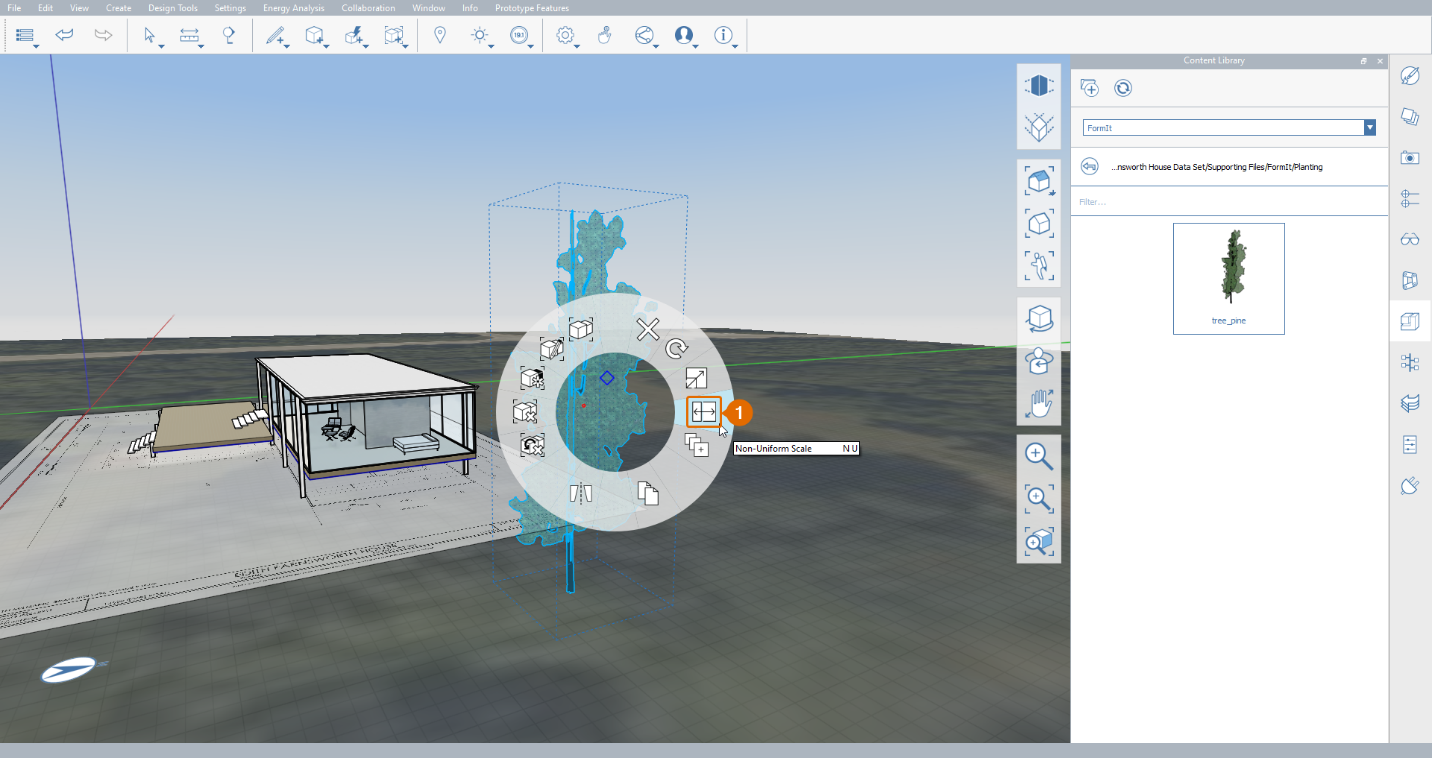 File Edit View Create Design Tools Settings Energy Analysis Collaboration Window Info Prototype Features
Content Library
FormIt
...nsworth House Data Set/Supporting Files/FormIt/Planting
Filter...
tree_pine
1
Non-Uniform Scale N U